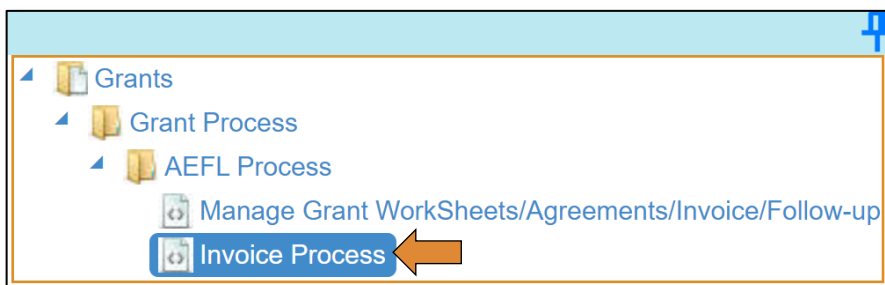 Grants
Grant Process
AEFL Process
Manage Grant WorkSheets/Agreements/Invoice/Follow-up
Invoice Process